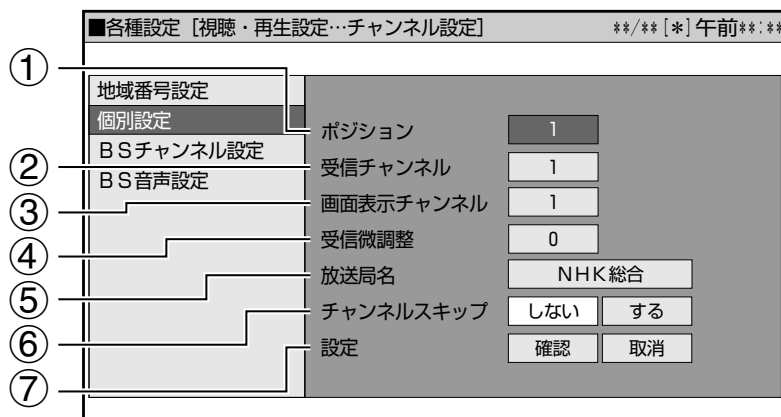 ■各種設定［視聴・再生設定…チャンネル設定］ **/**[*]午前**:**
地域番号設定
個別設定
ＢＳチャンネル設定
ＢＳ音声設定
① ポジション 1
② 受信チャンネル 1
③ 画面表示チャンネル 1
④ 受信微調整 0
⑤ 放送局名 ＮＨＫ総合
⑥ チャンネルスキップ しない する
⑦ 設定 確認 取消